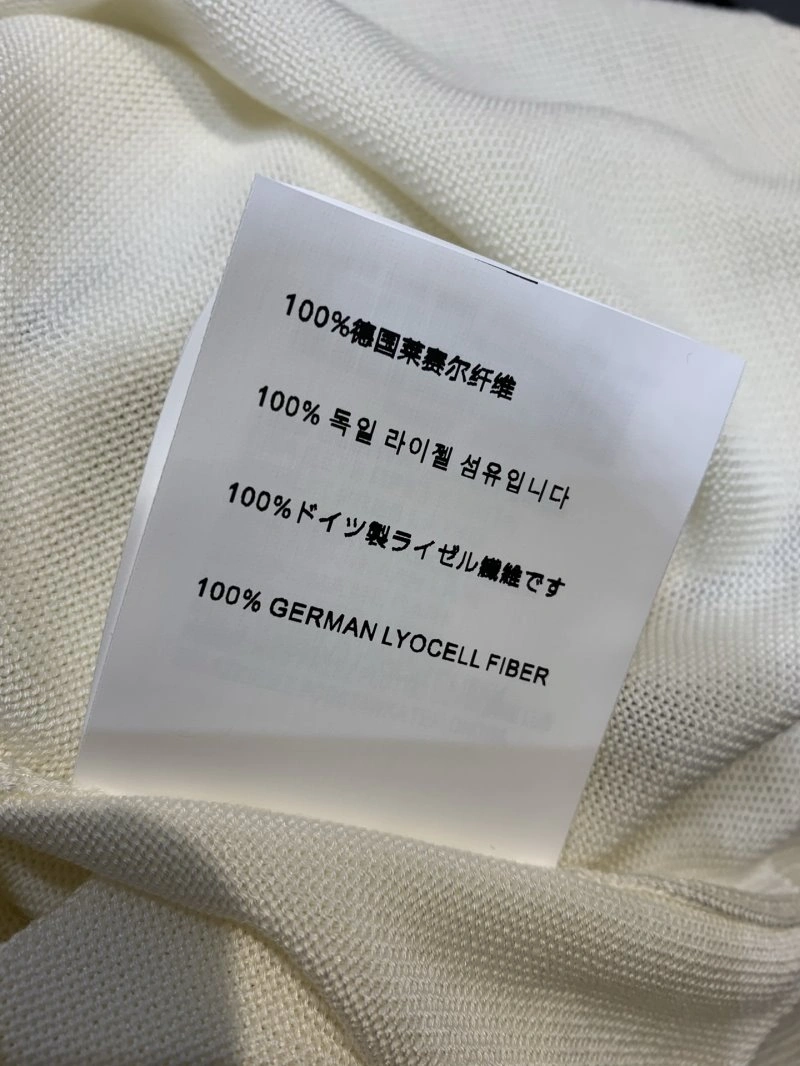 100%德国莱赛尔纤维
100% 독일 라이젤 섬유입니다
100%ドイツ製ライゼル繊維です
100% GERMAN LYOCELL FIBER